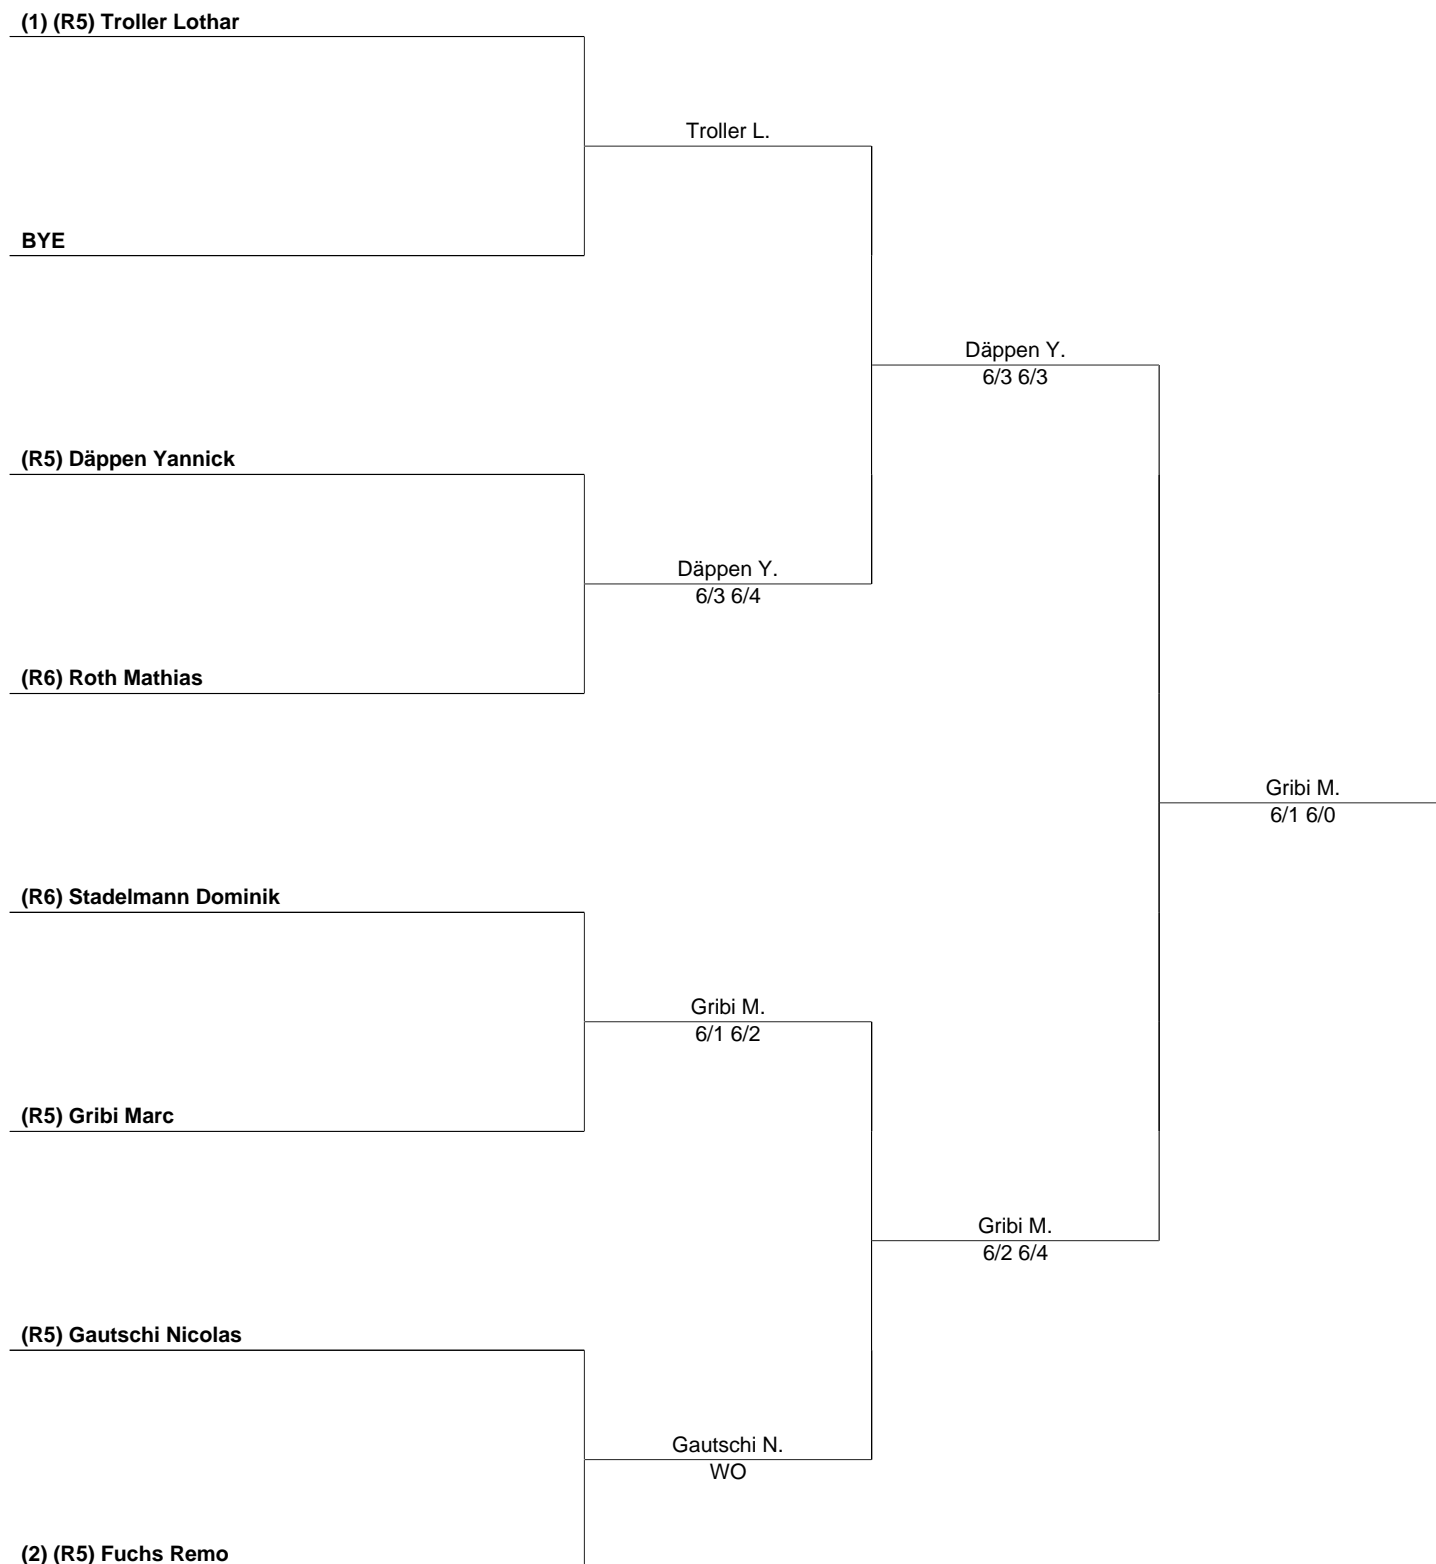 (1) (R5) Troller Lothar
Troller L.
BYE
Däppen Y.
6/3 6/3
(R5) Däppen Yannick
Däppen Y.
6/3 6/4
(R6) Roth Mathias
Gribi M.
6/1 6/0
(R6) Stadelmann Dominik
Gribi M.
6/1 6/2
(R5) Gribi Marc
Gribi M.
6/2 6/4
(R5) Gautschi Nicolas
Gautschi N.
WO
(2) (R5) Fuchs Remo